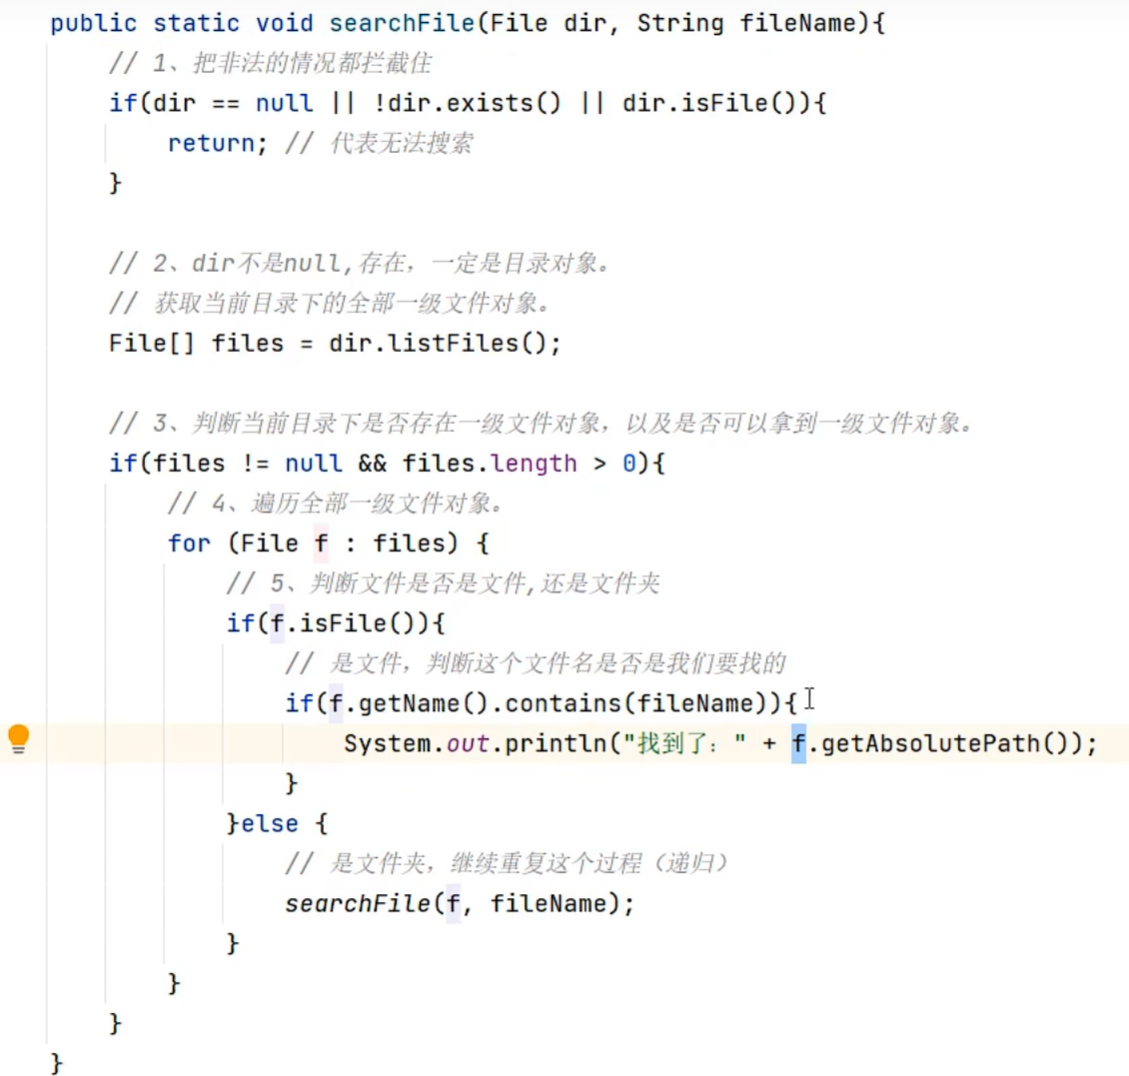 public static void searchFile(File dir, String fileName){
// 1、把非法的情况都拦截住
if(dir == null || !dir.exists() || dir.isFile()){
return; // 代表无法搜索
}
// 2、dir不是null,存在，一定是目录对象。
// 获取当前目录下的全部一级文件对象。
File[] files = dir.listFiles();
// 3、判断当前目录下是否存在一级文件对象，以及是否可以拿到一级文件对象。
if(files != null && files.length > 0){
// 4、遍历全部一级文件对象。
for (File f : files) {
// 5、判断文件是否是文件,还是文件夹
if(f.isFile()){
// 是文件，判断这个文件名是否是我们要找的
if(f.getName().contains(fileName)){
System.out.println("找到了：" + f.getAbsolutePath());
}
}else {
// 是文件夹，继续重复这个过程（递归）
searchFile(f, fileName);
}
}
}
}